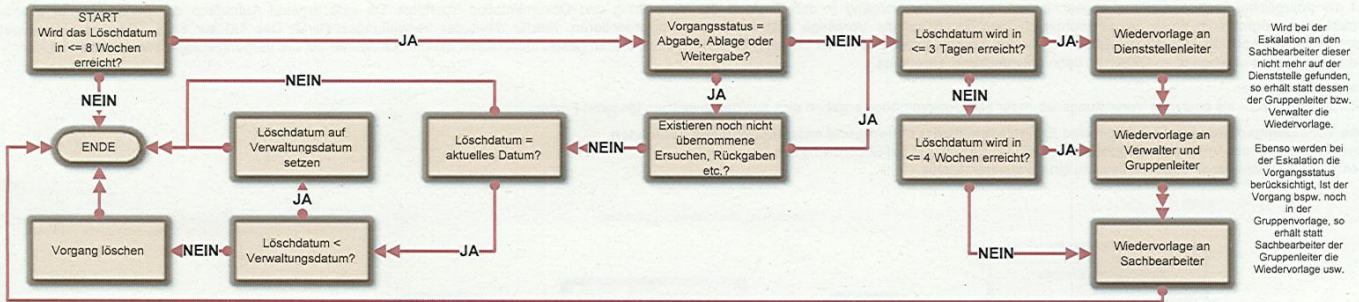 START
Wird das Löschdatum
in <= 8 Wochen
erreicht?
JA
NEIN
ENDE
Vorgangsstatus =
Abgabe, Ablage oder
Weitergabe?
NEIN
JA
JA
Existieren noch nicht
übernommene
Ersuchen, Rückgaben
etc.?
NEIN
Löschdatum =
aktuelles Datum?
NEIN
JA
Löschdatum auf
Verwaltungsdatum
setzen
JA
Löschdatum <
Verwaltungsdatum?
NEIN
Vorgang löschen
Löschdatum wird in
<= 3 Tagen erreicht?
JA
NEIN
Wiedervorlage an
Dienststellenleiter
Löschdatum wird in
<= 4 Wochen erreicht?
JA
NEIN
Wiedervorlage an
Verwalter und
Gruppenleiter
Wiedervorlage an
Sachbearbeiter
Wird bei der
Eskalation an den
Sachbearbeiter dieser
nicht mehr auf der
Dienststelle gefunden,
so erhält statt dessen
der Gruppenleiter bzw.
Verwalter die
Wiedervorlage.
Ebenso werden bei
der Eskalation die
Vorgangsstatus
berücksichtigt, Ist der
Vorgang bspw. noch
in der
Gruppenvorlage, so
erhält statt
Sachbearbeiter der
Gruppenleiter die
Wiedervorlage usw.